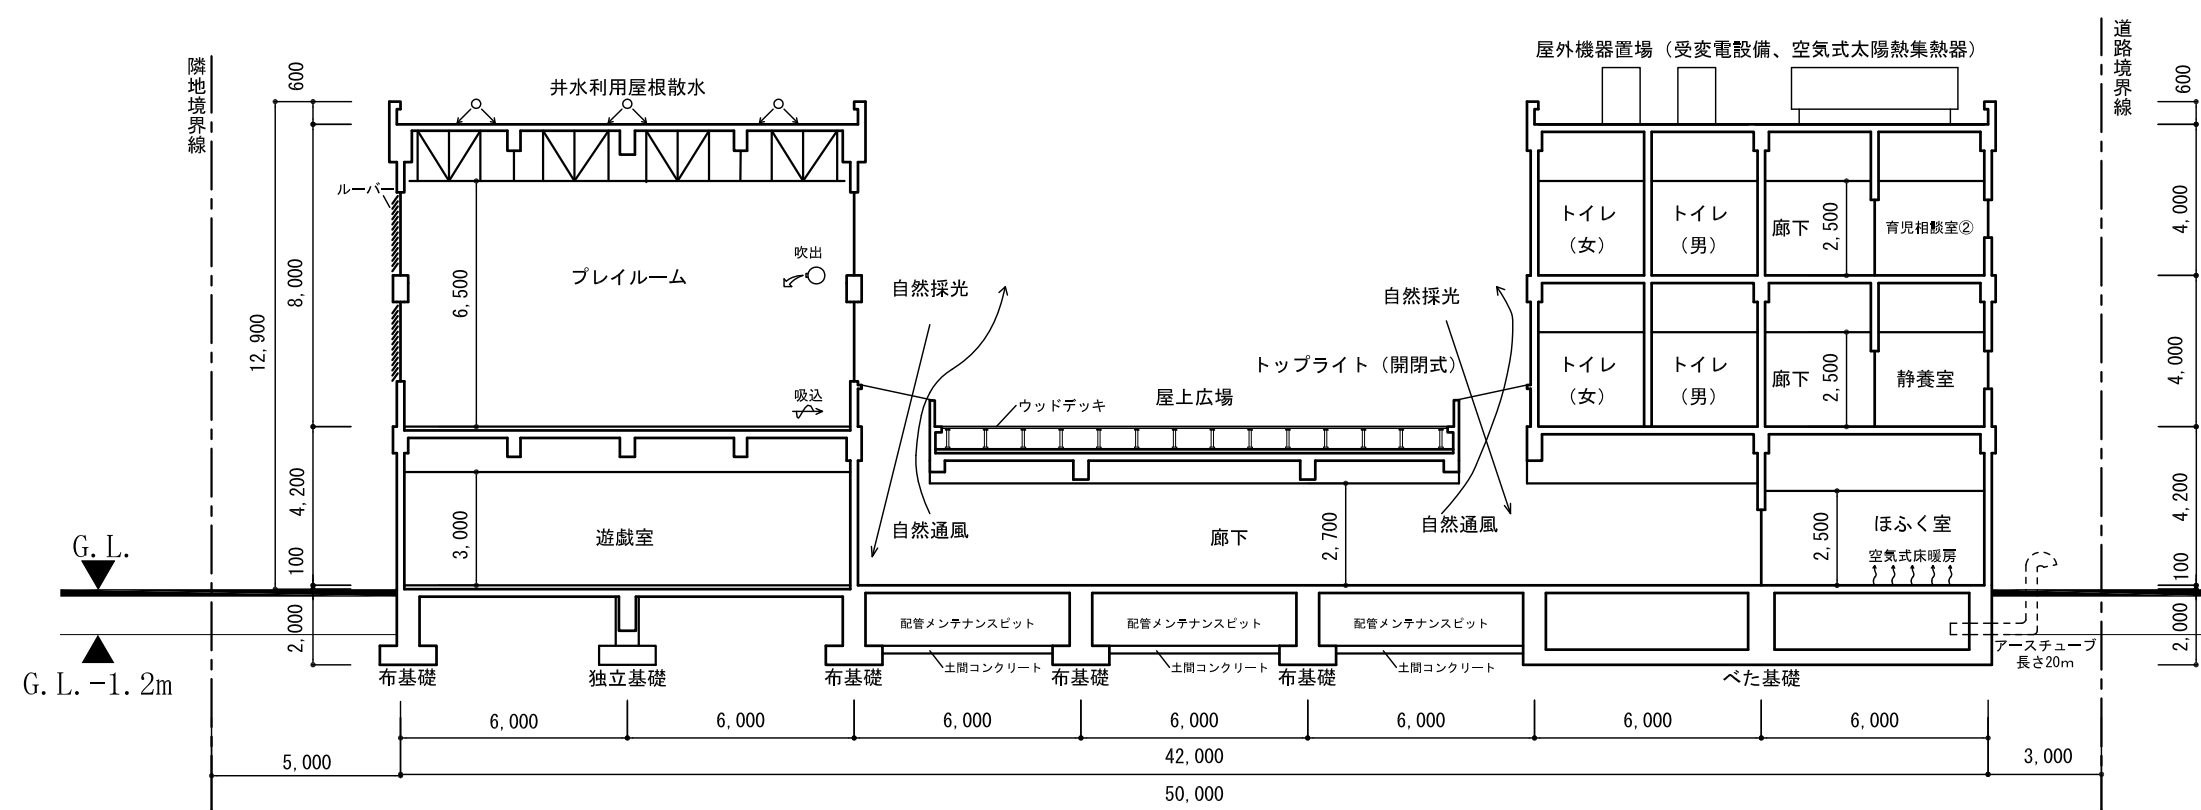 道路境界線
屋外機器置場（受変電設備、空気式太陽熱集熱器）
隣地境界線
600
井水利用屋根散水
600
ルーバー
12,900
8,000
6,500
プレイルーム
吹出
吸込
自然採光
自然採光
トップライト（開閉式）
屋上広場
ウッドデッキ
トイレ
（女）
トイレ
（男）
廊下
2,500
育児相談室②
4,000
トイレ
（女）
トイレ
（男）
廊下
2,500
静養室
4,000
4,200
3,000
遊戯室
自然通風
廊下
2,700
自然通風
2,500
ほふく室
空気式床暖房
4,200
G.L.
100
100
2,000
配管メンテナンスピット
配管メンテナンスピット
配管メンテナンスピット
2,000
G.L.-1.2m
土間コンクリート
土間コンクリート
土間コンクリート
アースチューブ
長さ20m
布基礎
独立基礎
布基礎
布基礎
布基礎
べた基礎
6,000
6,000
6,000
6,000
6,000
6,000
6,000
5,000
42,000
3,000
50,000